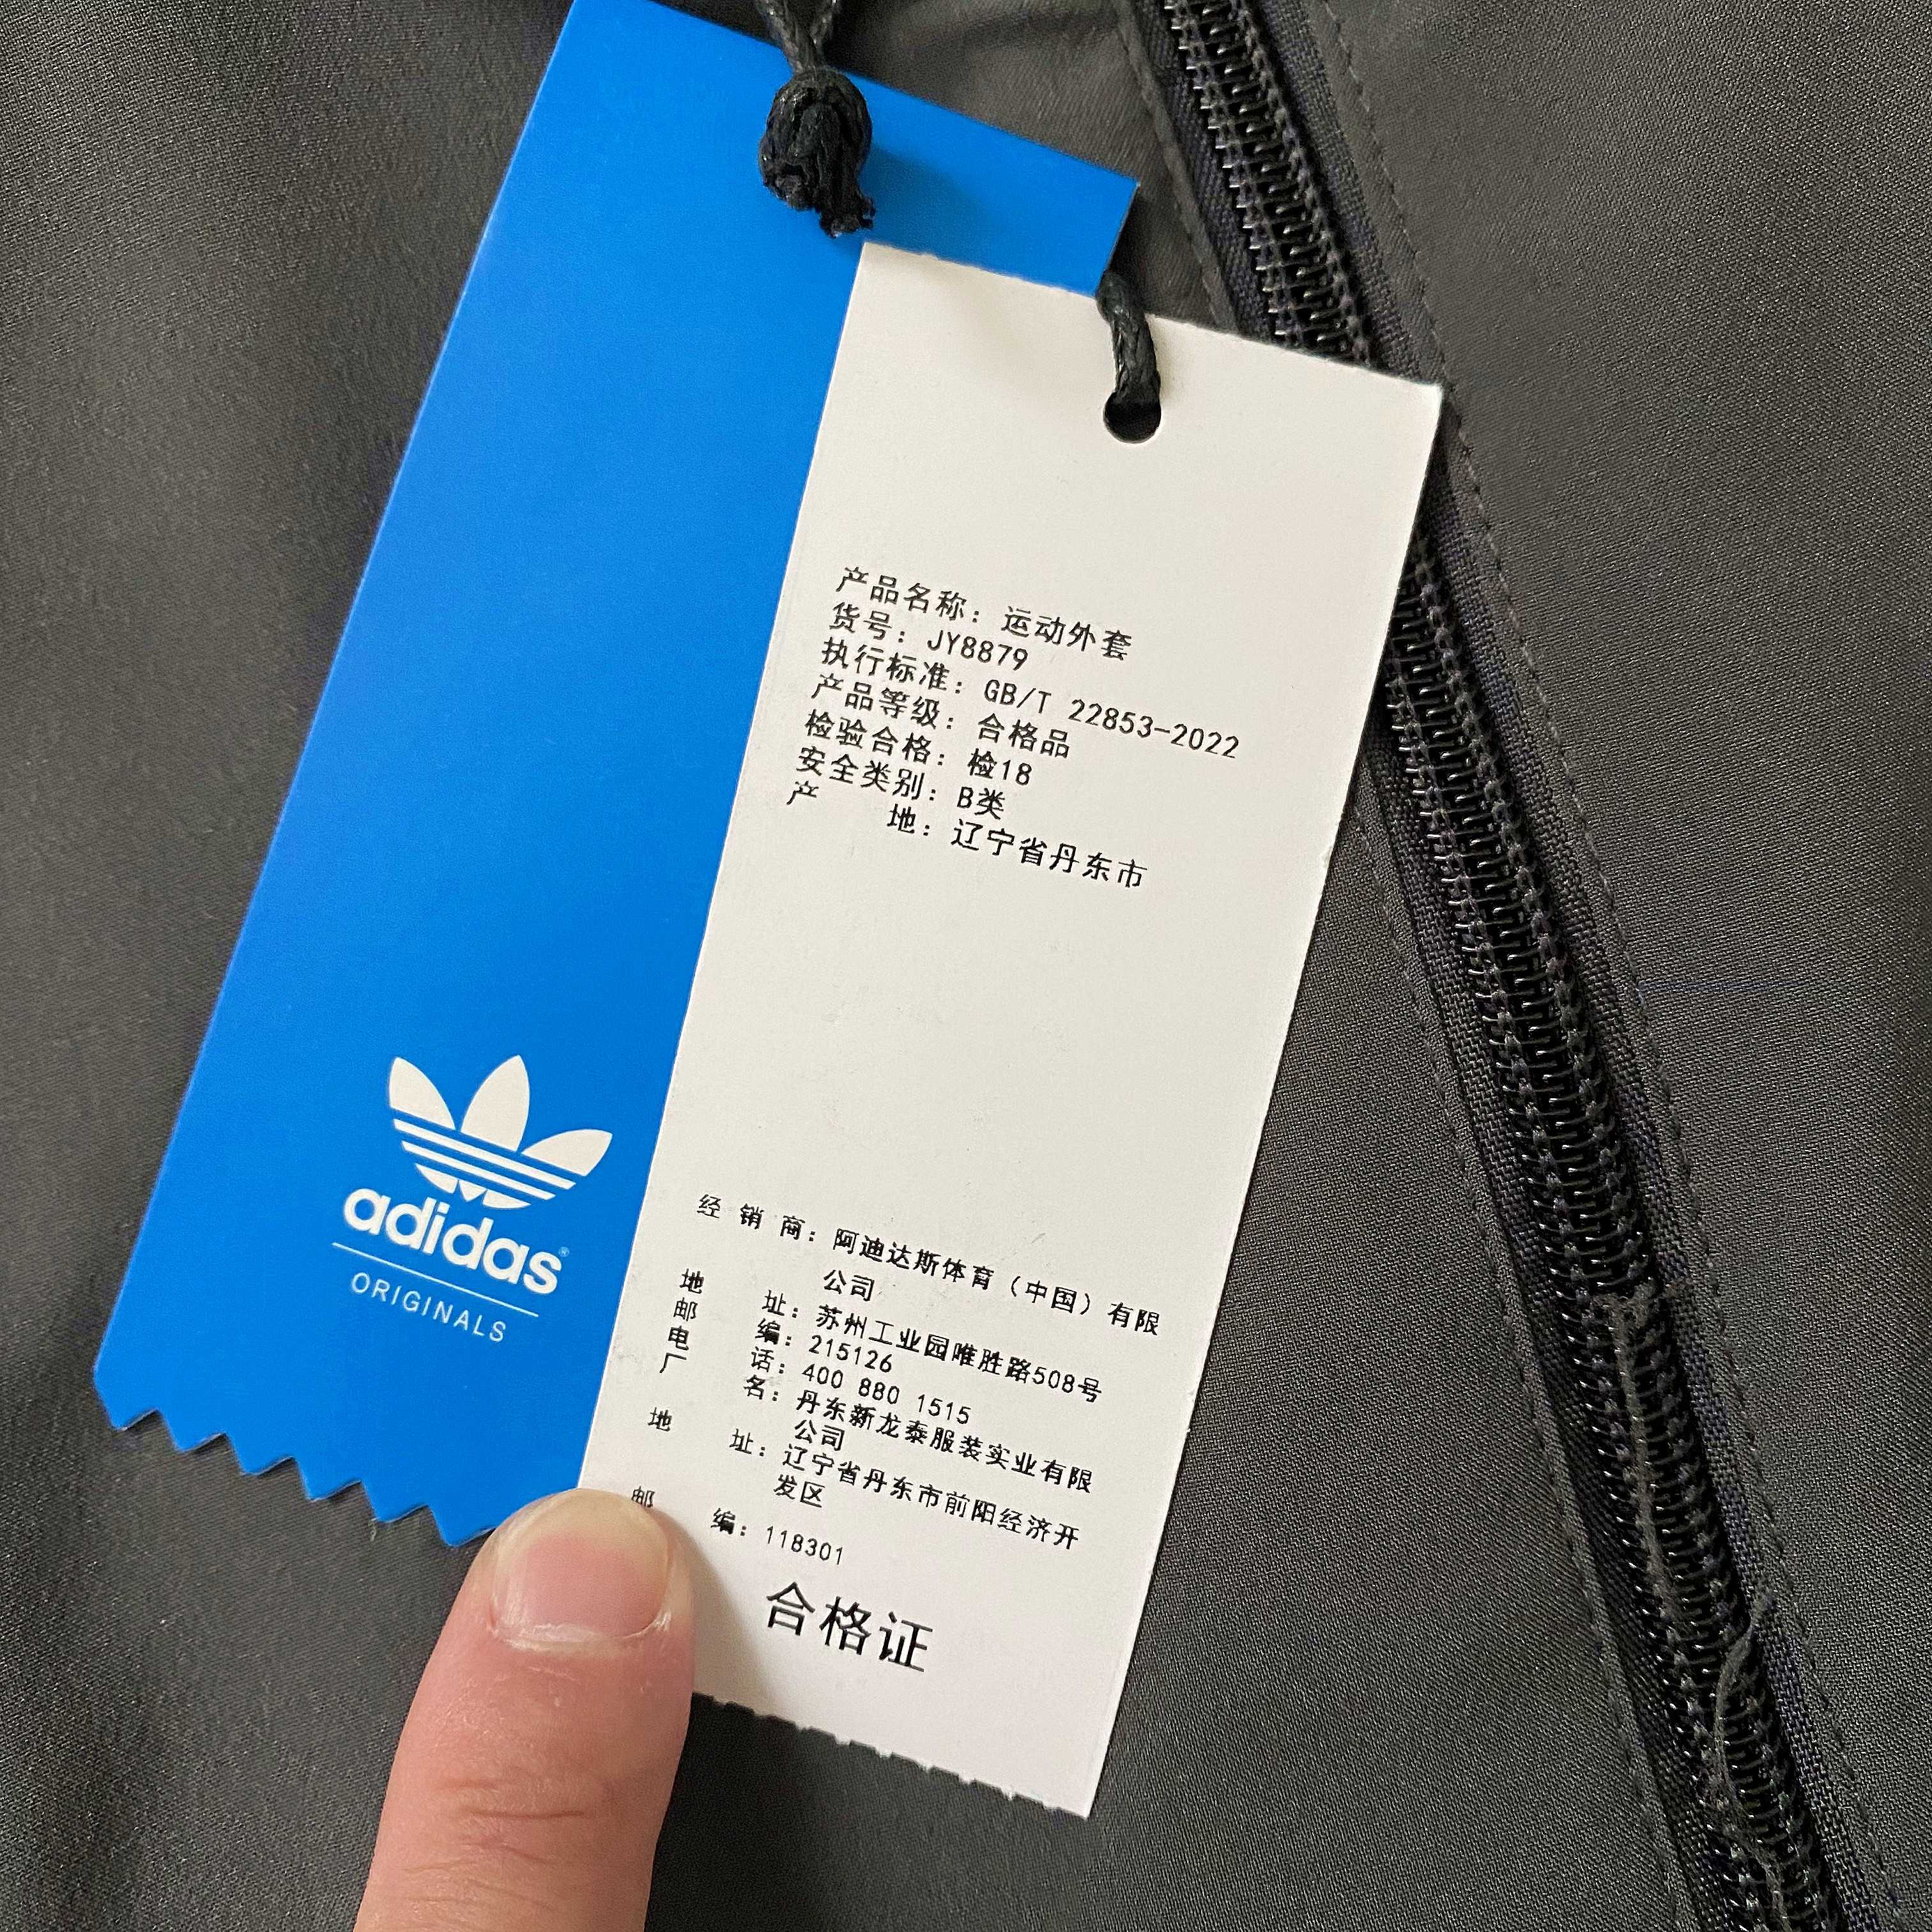 adidas®
ORIGINALS
产品名称：运动外套
货号：JY8879
执行标准：GB/T 22853-2022
产品等级：合格品
检验合格：检18
安全类别：B类
产 地：辽宁省丹东市
经 销 商：阿迪达斯体育（中国）有限
公司
地 址：苏州工业园唯胜路508号
邮 编：215126
电 话：400 880 1515
厂 名：丹东新龙泰服装实业有限
公司
地 址：辽宁省丹东市前阳经济开
发区
邮 编：118301
合格证